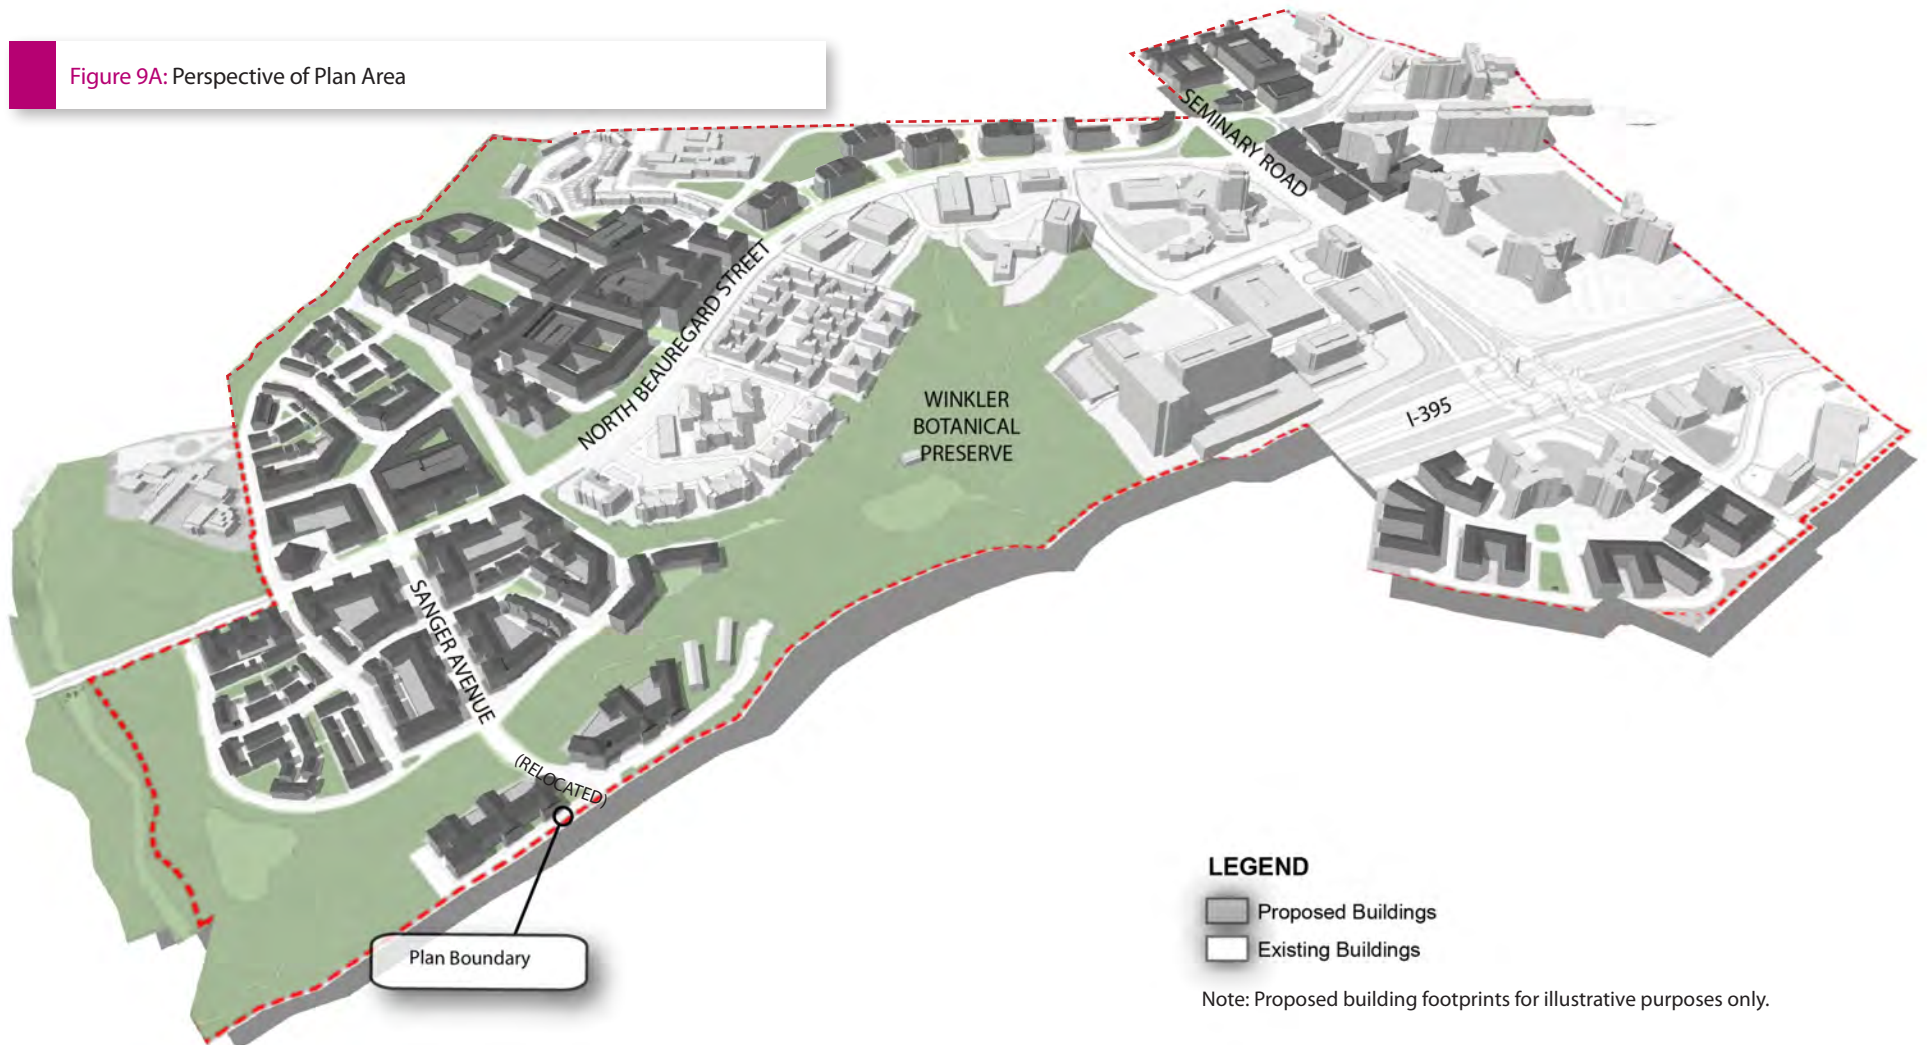 Figure 9A: Perspective of Plan Area
SEMINARY ROAD
NORTH BEAUREGARD STREET
WINKLER
BOTANICAL
PRESERVE
I-395
SANGER AVENUE
(RELOCATED)
Plan Boundary
LEGEND
Proposed Buildings
Existing Buildings
Note: Proposed building footprints for illustrative purposes only.